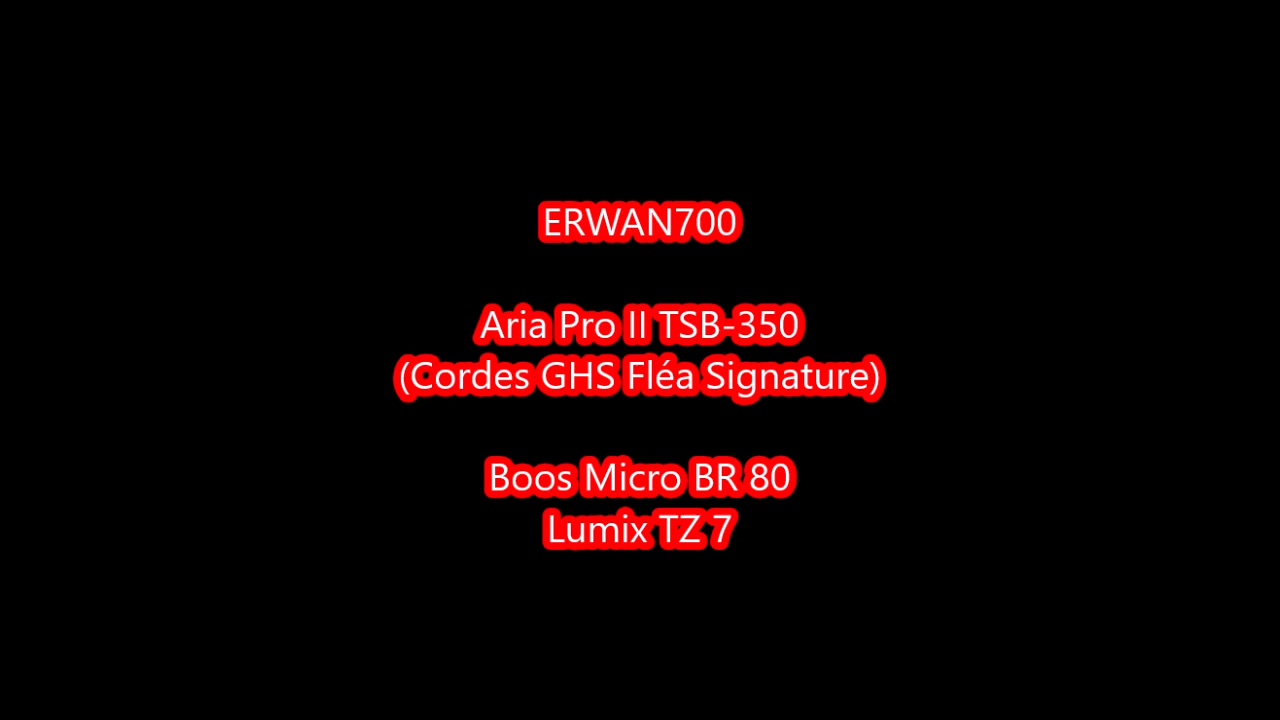 ERWAN700
Aria Pro II TSB-350
(Cordes GHS Fléa Signature)
Boos Micro BR 80
Lumix TZ 7